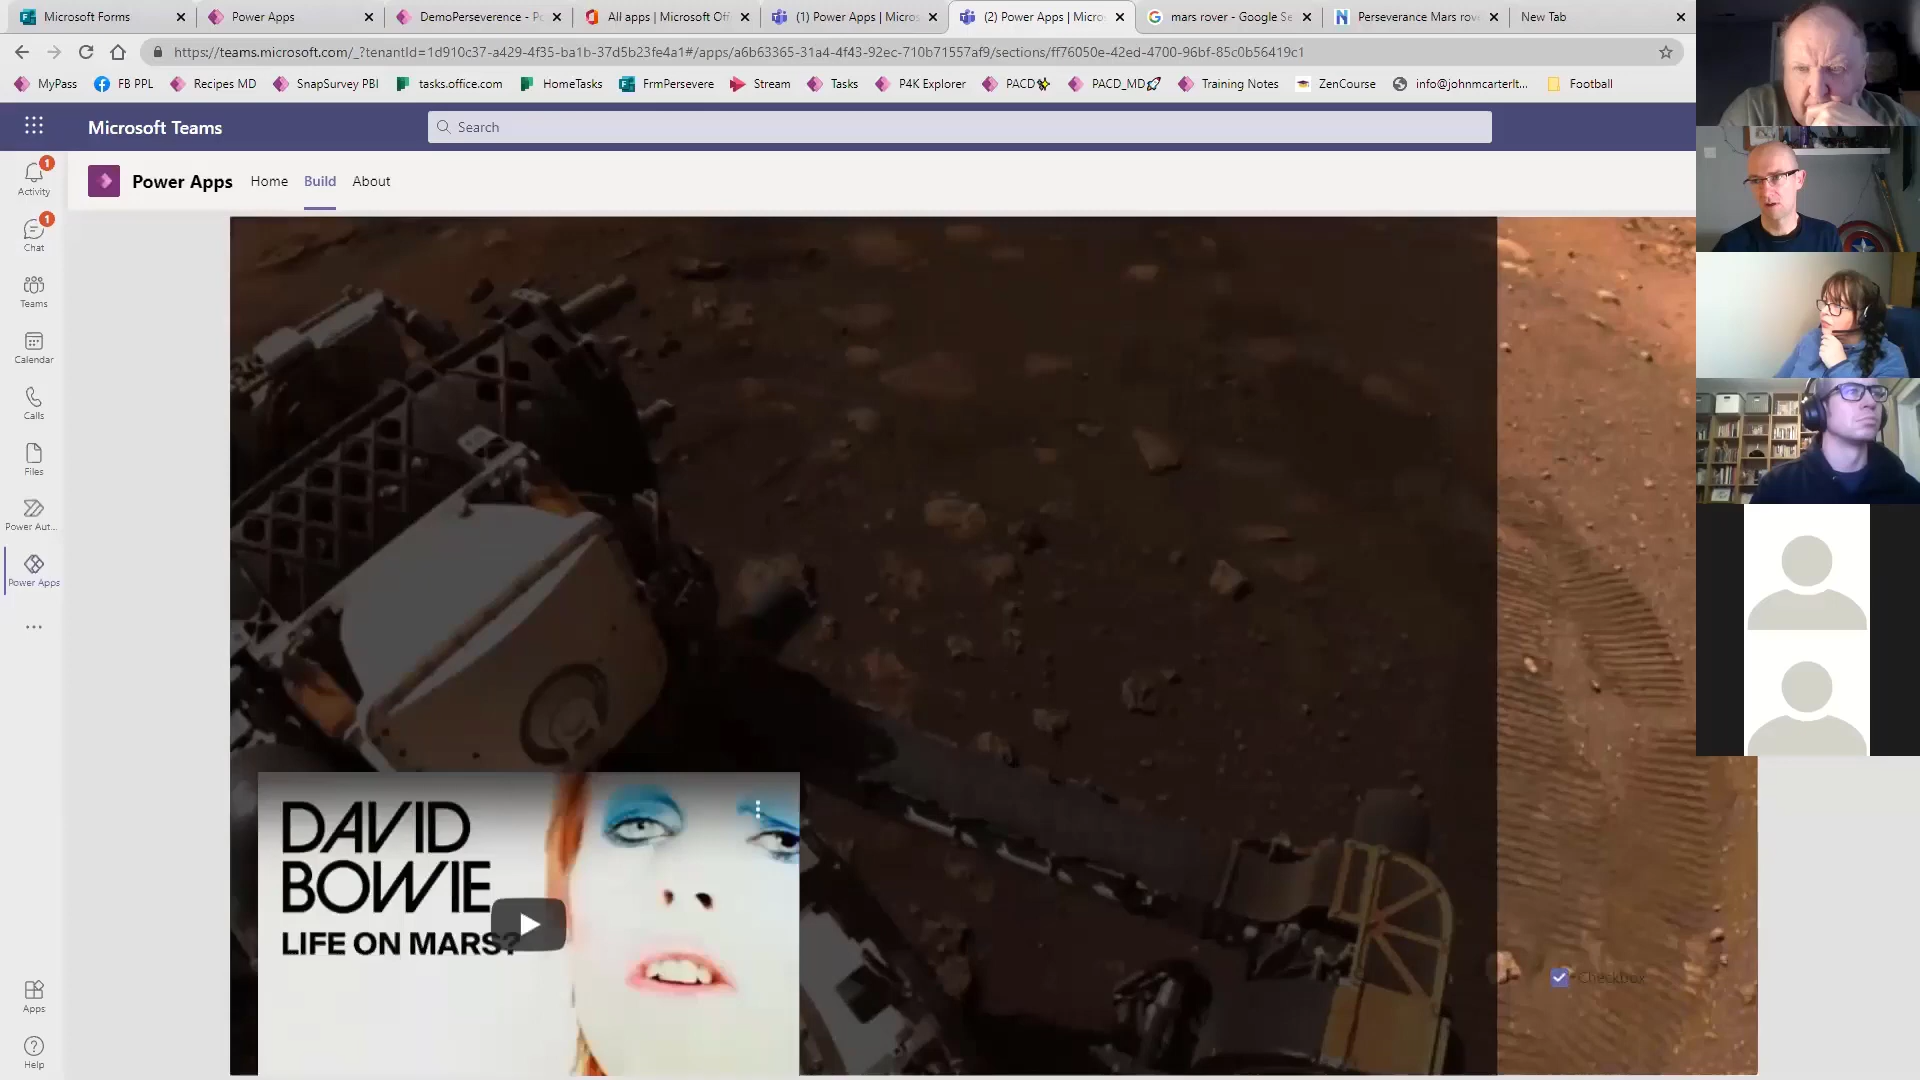 Microsoft Forms
Power Apps
DemoPerseverence - P
All apps | Microsoft Off
(1) Power Apps | Micros
(2) Power Apps | Micro
mars rover - Google Se
Perseverance Mars rov
New Tab
https://teams.microsoft.com/_?tenantId=1d910c37-a429-4f35-ba1b-37d5b23fe4a1#/apps/a6b63365-31a4-4f43-92ec-710b71557af9/sections/ff76050e-42ed-4700-96bf-85c0b56419c1
MyPass
FB PPL
Recipes MD
SnapSurvey PBI
tasks.office.com
HomeTasks
FrmPersevere
Stream
Tasks
P4K Explorer
PACD
PACD_MD
Training Notes
ZenCourse
info@johnmcarterlt...
Football
Microsoft Teams
Search
Power Apps
Home
Build
About
1
Activity
1
Chat
Teams
Calendar
Calls
Files
Power Aut...
Power Apps
Apps
Help
DAVID
BOWIE
LIFE ON MARS?
Checkbox